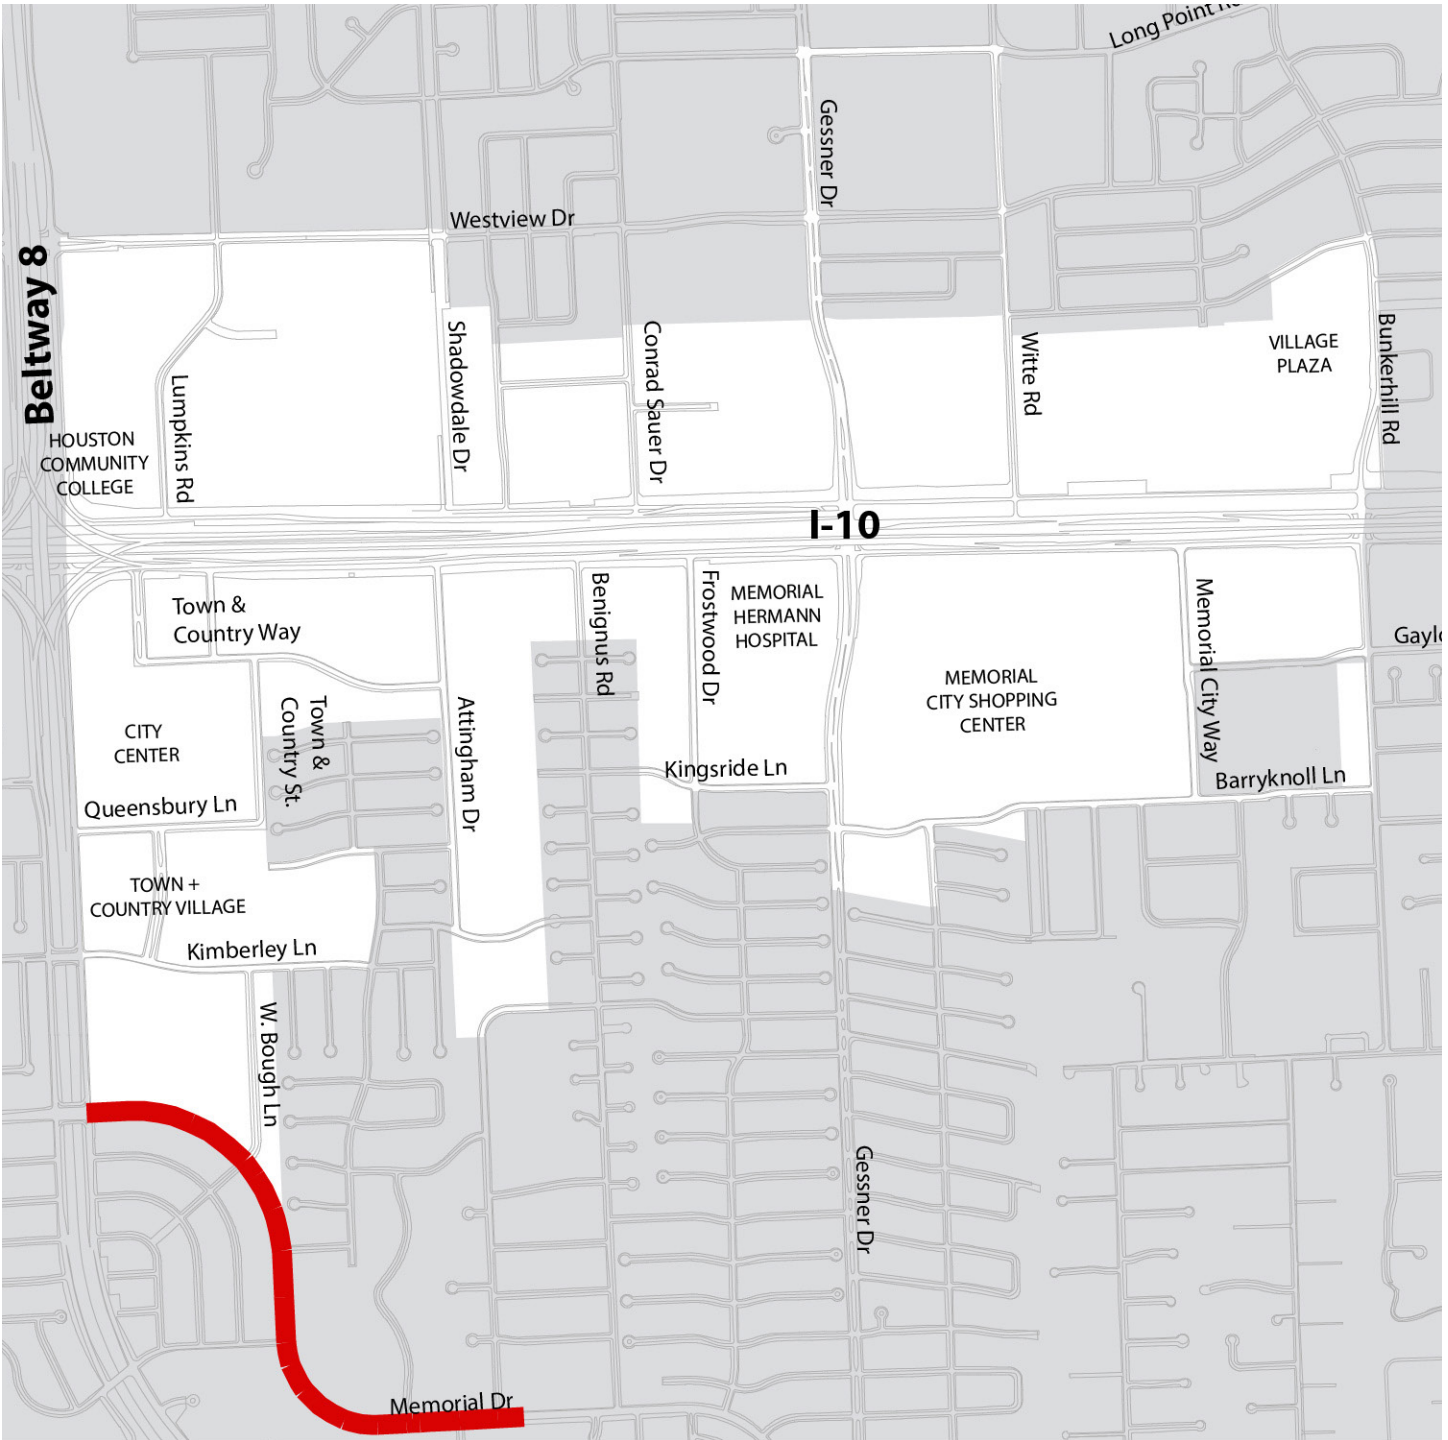 Long Point
Gessner Dr
Westview Dr
Beltway 8
Lumpkins Rd
Shadowdale Dr
Conrad Sauer Dr
Witte Rd
VILLAGE
PLAZA
Bunkerhill Rd
HOUSTON
COMMUNITY
COLLEGE
I-10
Town &
Country Way
Benignus Rd
Frostwood Dr
MEMORIAL
HERMANN
HOSPITAL
Memorial City Way
MEMORIAL
CITY SHOPPING
CENTER
CITY
CENTER
Town &
Country St.
Attingham Dr
Kingsride Ln
Barryknoll Ln
Queensbury Ln
TOWN +
COUNTRY VILLAGE
Kimberley Ln
W. Bough Ln
Gessner Dr
Memorial Dr